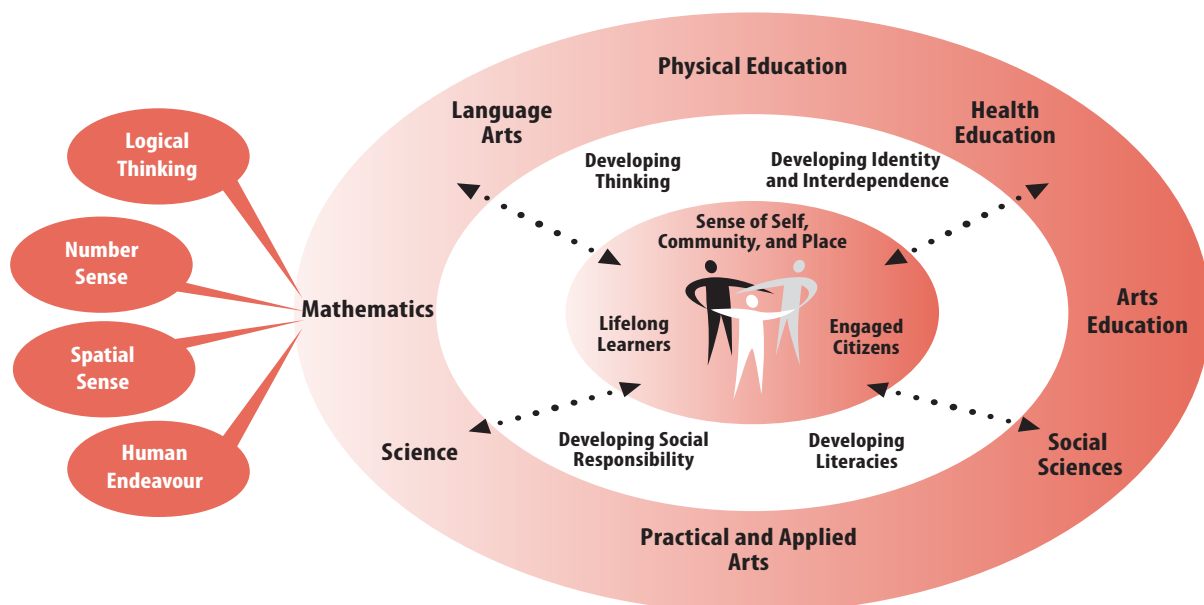 Physical Education
Language
Arts
Health
Education
Logical
Thinking
Developing
Thinking
Developing Identity
and Interdependence
Number
Sense
Sense of Self,
Community, and Place
Mathematics
Arts
Education
Lifelong
Learners
Engaged
Citizens
Spatial
Sense
Human
Endeavour
Science
Developing Social
Responsibility
Developing
Literacies
Social
Sciences
Practical and Applied
Arts